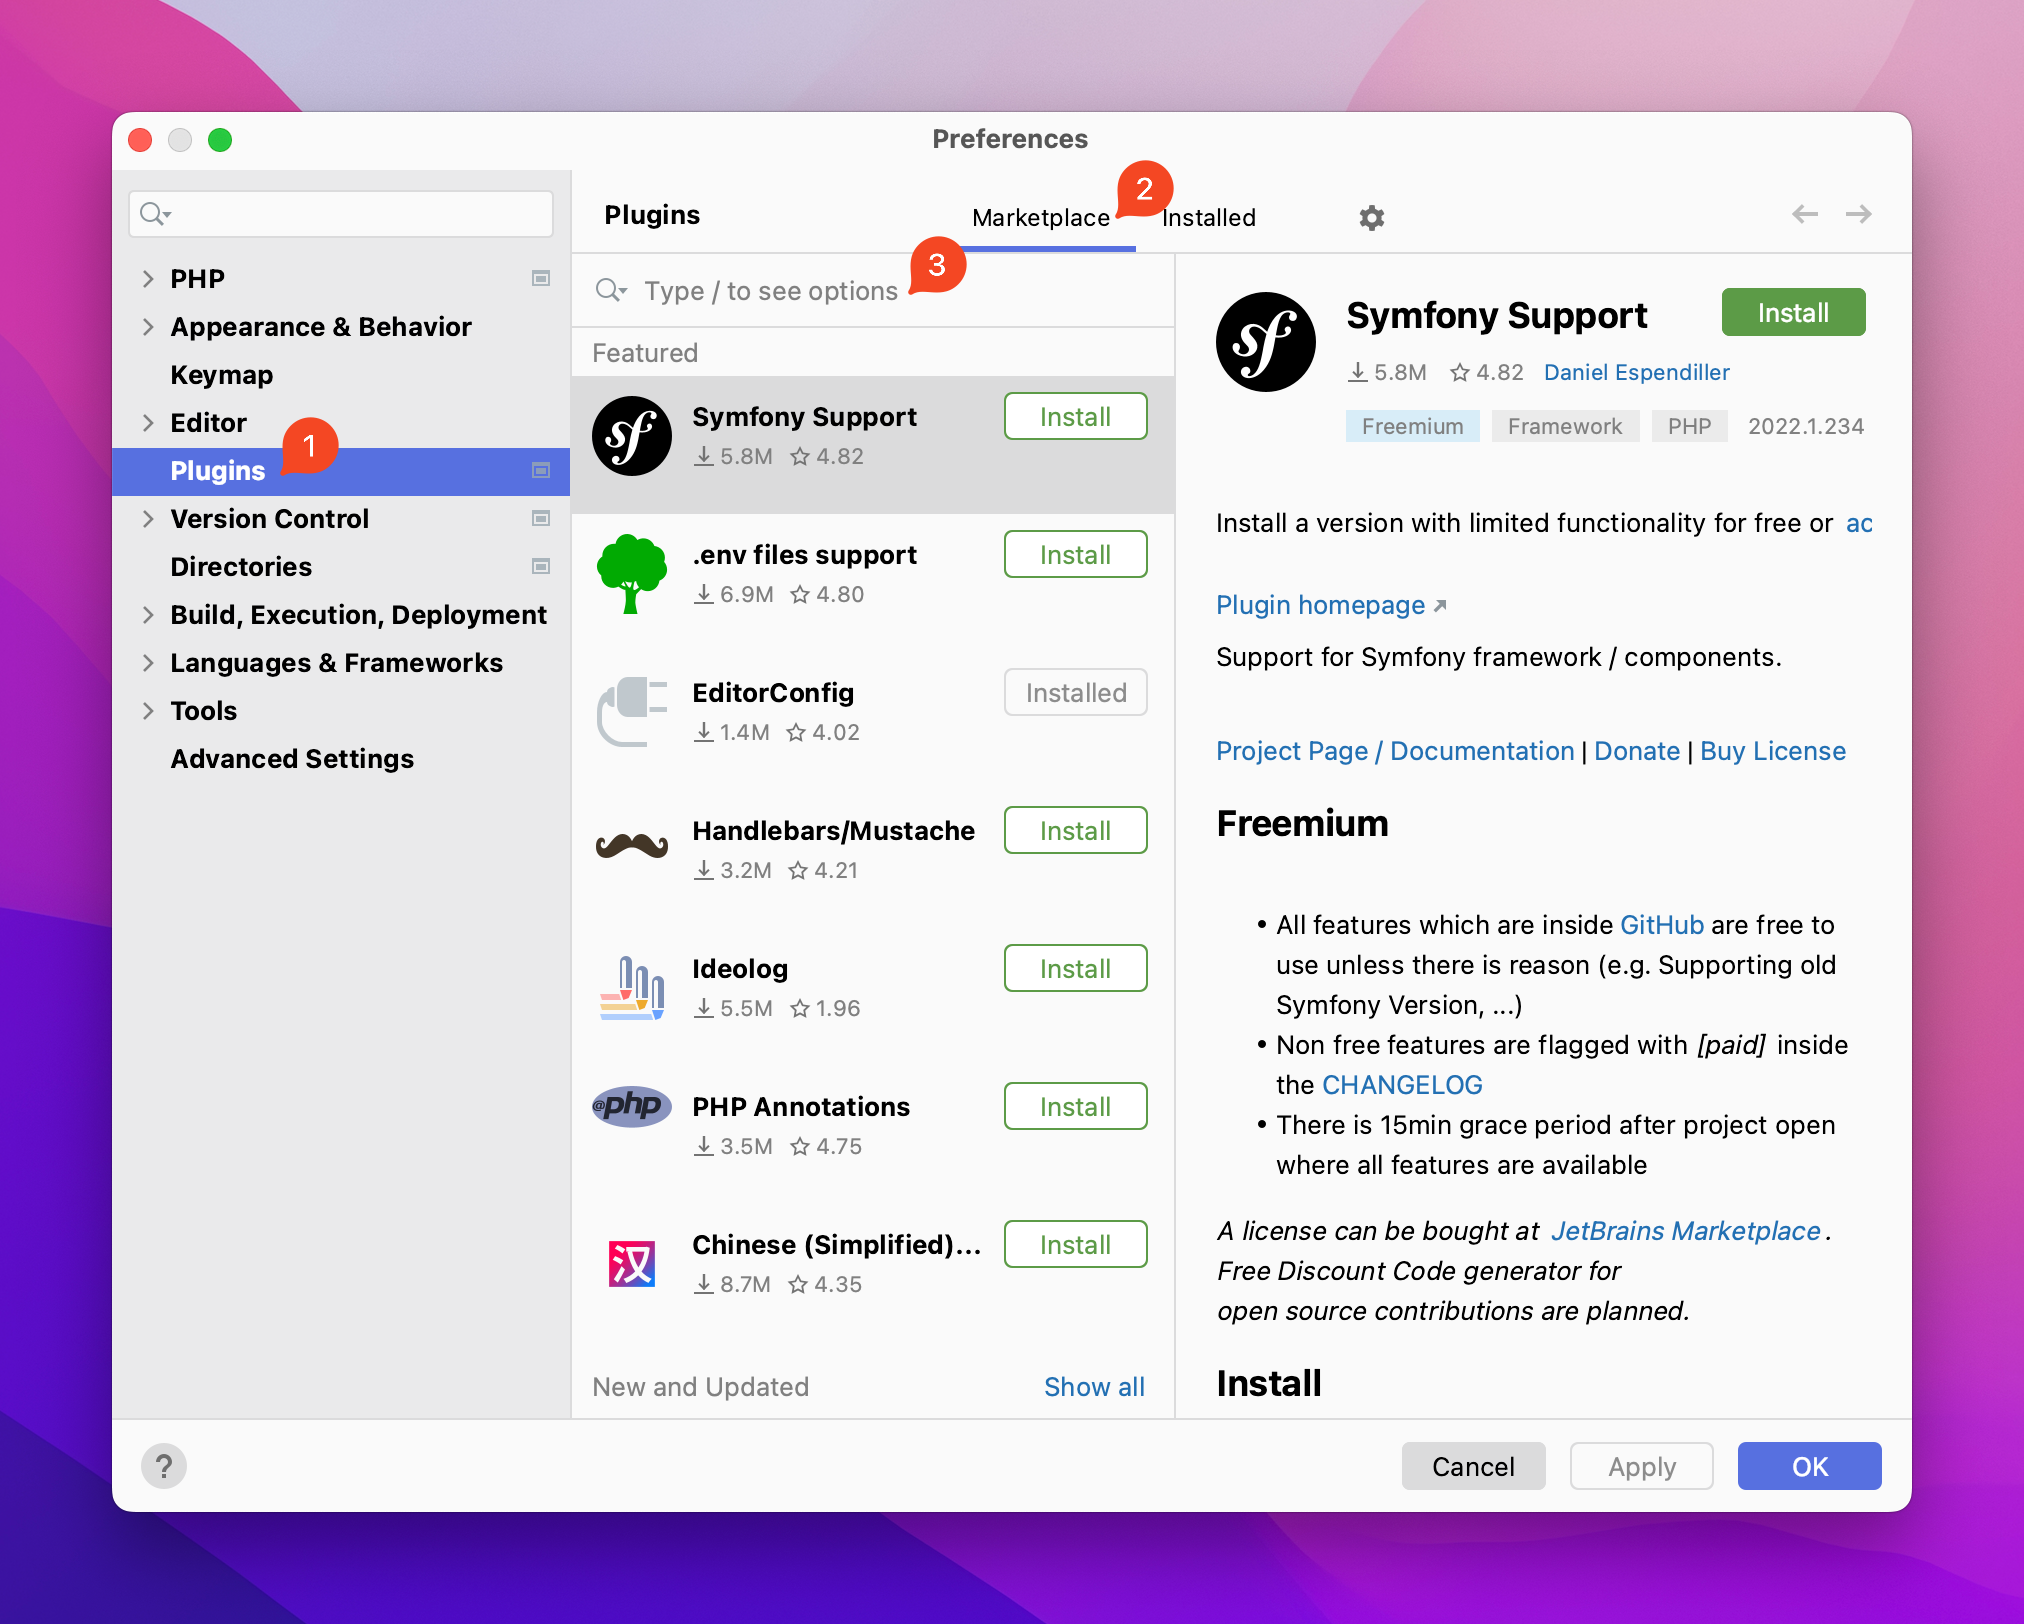 Preferences
PHP
Appearance & Behavior
Keymap
Editor
1
Plugins
Version Control
Directories
Build, Execution, Deployment
Languages & Frameworks
Tools
Advanced Settings
Plugins
Marketplace
2
Installed
3
Type / to see options
Featured
Symfony Support
5.8M 4.82
Install
.env files support
6.9M 4.80
Install
EditorConfig
1.4M 4.02
Installed
Handlebars/Mustache
3.2M 4.21
Install
Ideolog
5.5M 1.96
Install
@php
PHP Annotations
3.5M 4.75
Install
汉
Chinese (Simplified)...
8.7M 4.35
Install
New and Updated
Show all
sf
Symfony Support
Install
5.8M 4.82 Daniel Espendiller
Freemium Framework PHP 2022.1.234
Install a version with limited functionality for free or ac
Plugin homepage
Support for Symfony framework / components.
Project Page / Documentation | Donate | Buy License
Freemium
• All features which are inside GitHub are free to
use unless there is reason (e.g. Supporting old
Symfony Version, ...)
• Non free features are flagged with [paid] inside
the CHANGELOG
• There is 15min grace period after project open
where all features are available
A license can be bought at JetBrains Marketplace.
Free Discount Code generator for
open source contributions are planned.
Install
?
Cancel
Apply
OK